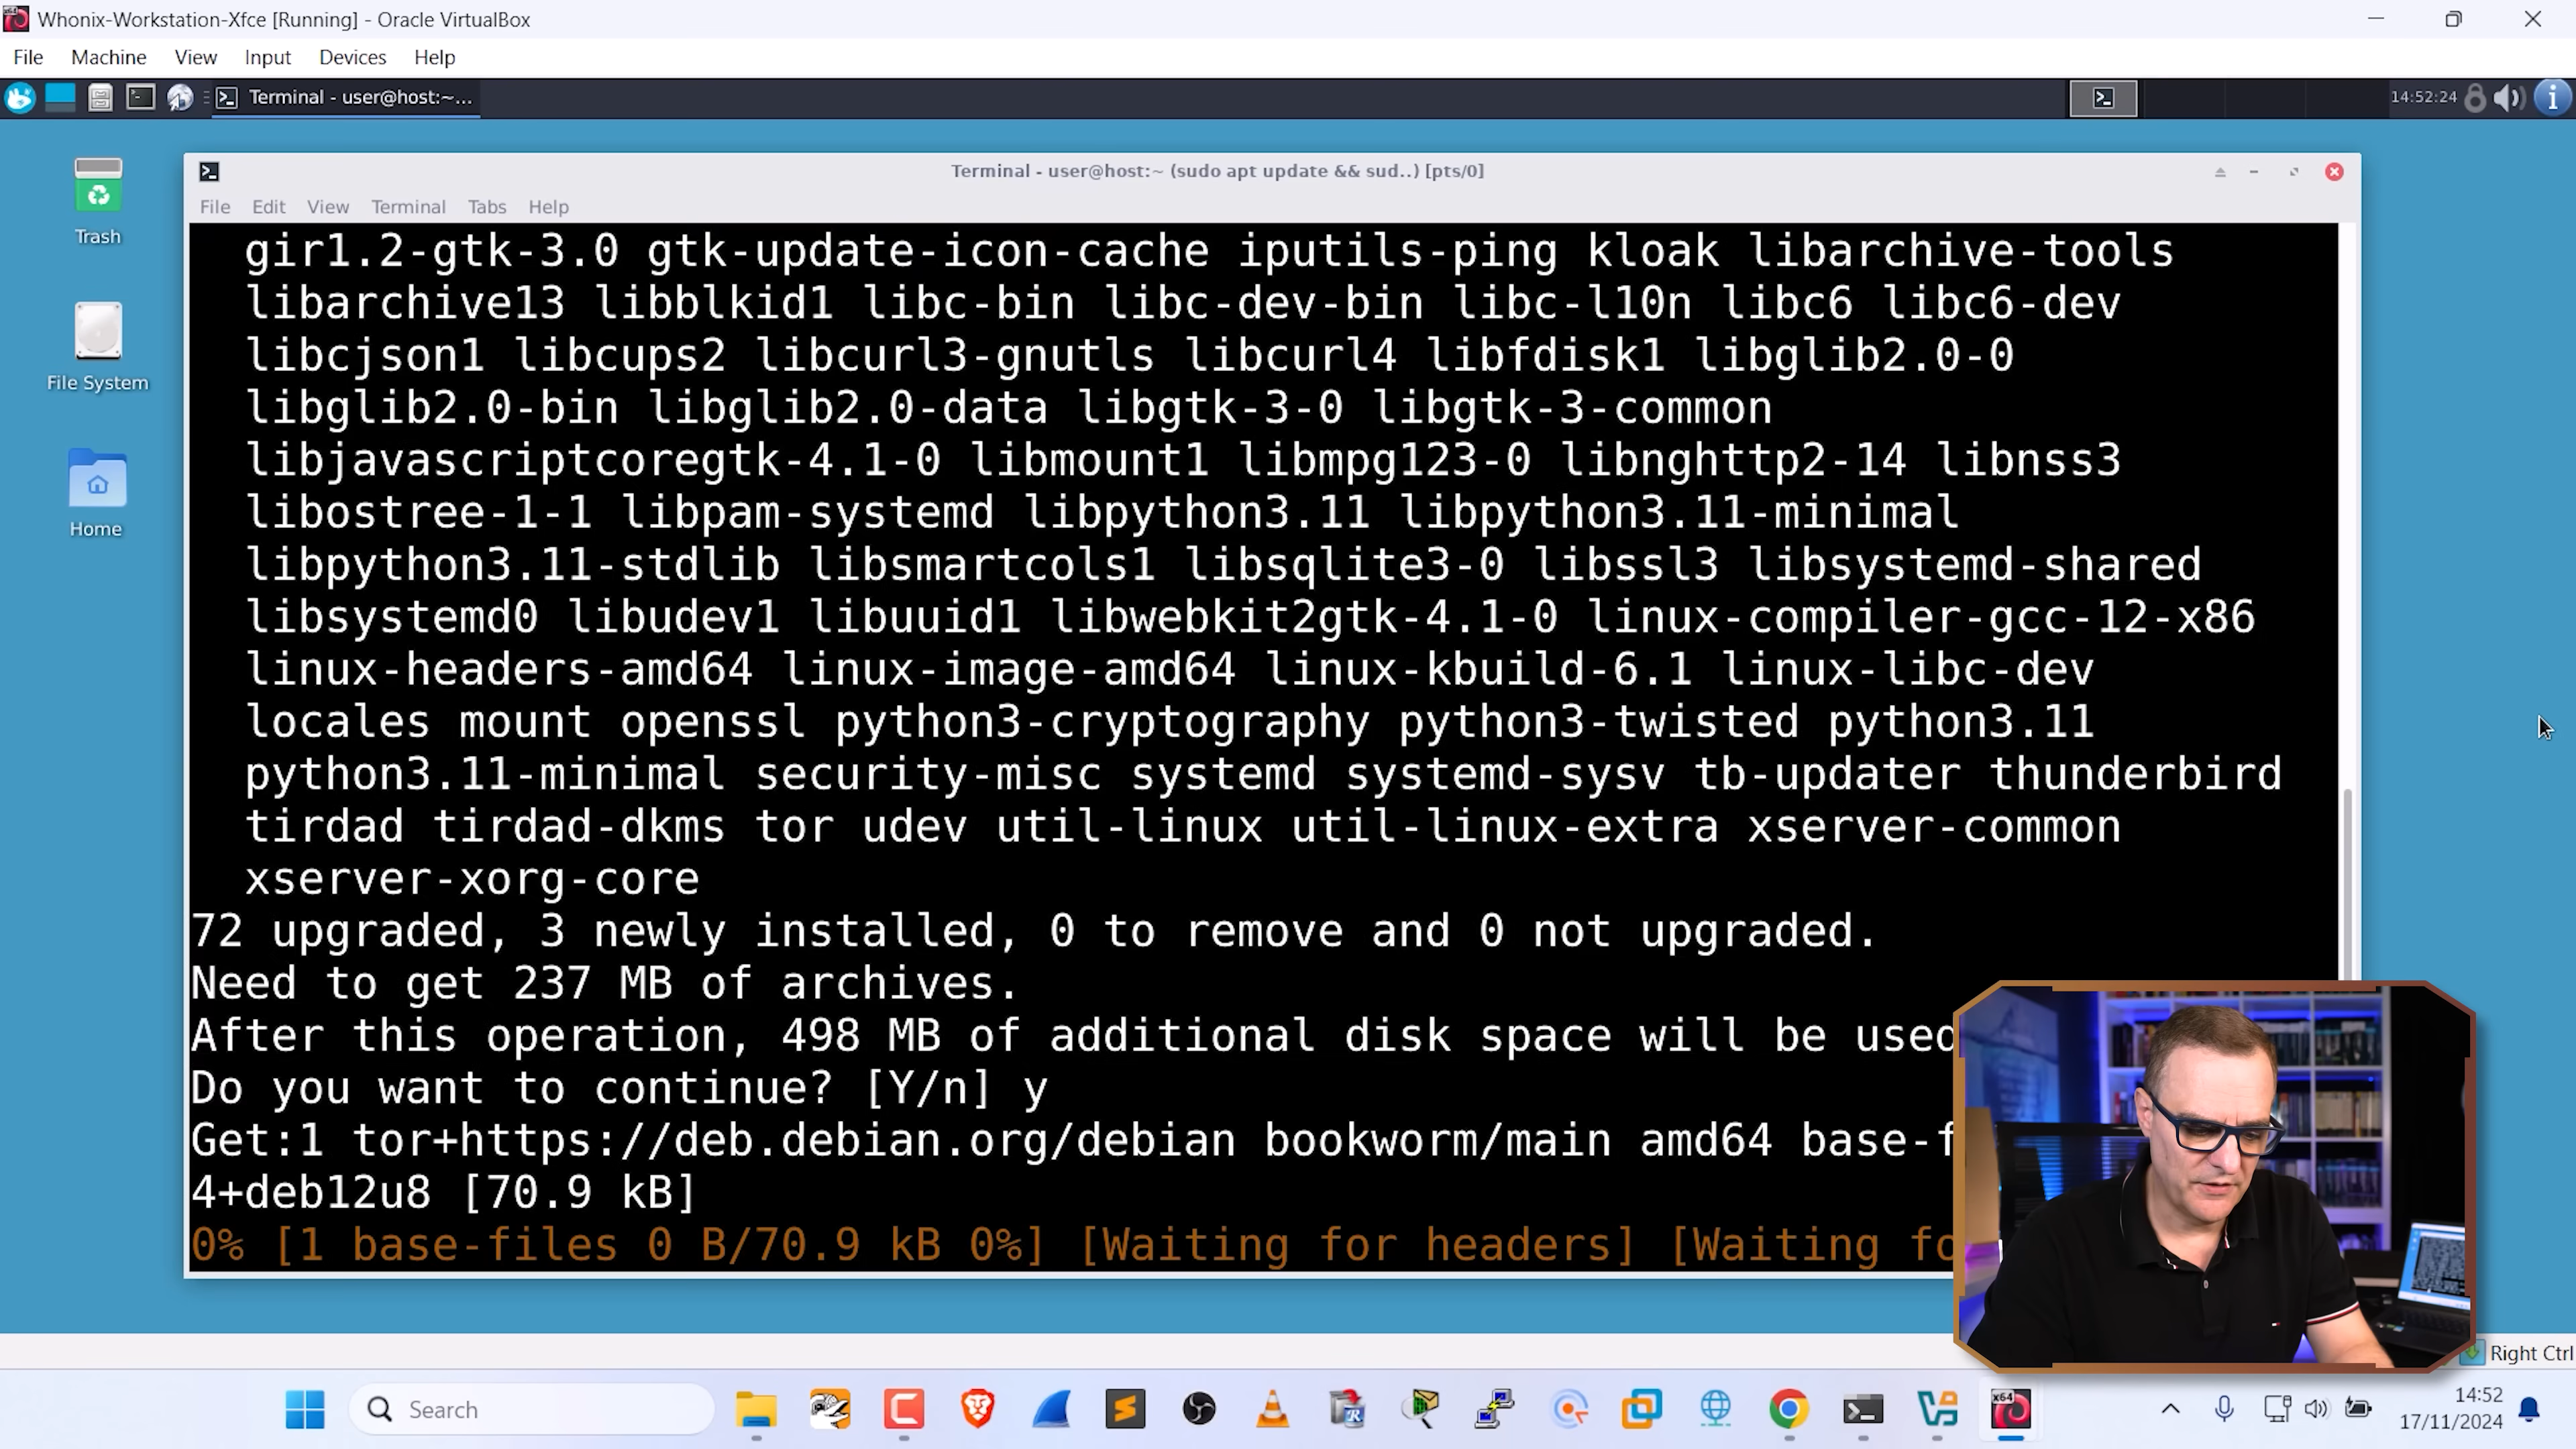 Whonix-Workstation-Xfce [Running] - Oracle VirtualBox
File Machine View Input Devices Help
Terminal - user@host:~...
14:52:24
Trash
File System
Home
Terminal - user@host:~ (sudo apt update && sud..) [pts/0]
File Edit View Terminal Tabs Help
gir1.2-gtk-3.0 gtk-update-icon-cache iputils-ping kloak libarchive-tools
libarchive13 libblkid1 libc-bin libc-dev-bin libc-l10n libc6 libc6-dev
libcjson1 libcups2 libcurl3-gnutls libcurl4 libfdisk1 libglib2.0-0
libglib2.0-bin libglib2.0-data libgtk-3-0 libgtk-3-common
libjavascriptcoregtk-4.1-0 libmount1 libmpg123-0 libnghttp2-14 libnss3
libostree-1-1 libpam-systemd libpython3.11 libpython3.11-minimal
libpython3.11-stdlib libsmartcols1 libsqlite3-0 libssl3 libsystemd-shared
libsystemd0 libudev1 libuuid1 libwebkit2gtk-4.1-0 linux-compiler-gcc-12-x86
linux-headers-amd64 linux-image-amd64 linux-kbuild-6.1 linux-libc-dev
locales mount openssl python3-cryptography python3-twisted python3.11
python3.11-minimal security-misc systemd systemd-sysv tb-updater thunderbird
tirdad tirdad-dkms tor udev util-linux util-linux-extra xserver-common
xserver-xorg-core
72 upgraded, 3 newly installed, 0 to remove and 0 not upgraded.
Need to get 237 MB of archives.
After this operation, 498 MB of additional disk space will be used
Do you want to continue? [Y/n] y
Get:1 tor+https://deb.debian.org/debian bookworm/main amd64 base-f
4+deb12u8 [70.9 kB]
0% [1 base-files 0 B/70.9 kB 0%] [Waiting for headers] [Waiting fo
Right Ctrl
Search
14:52
17/11/2024